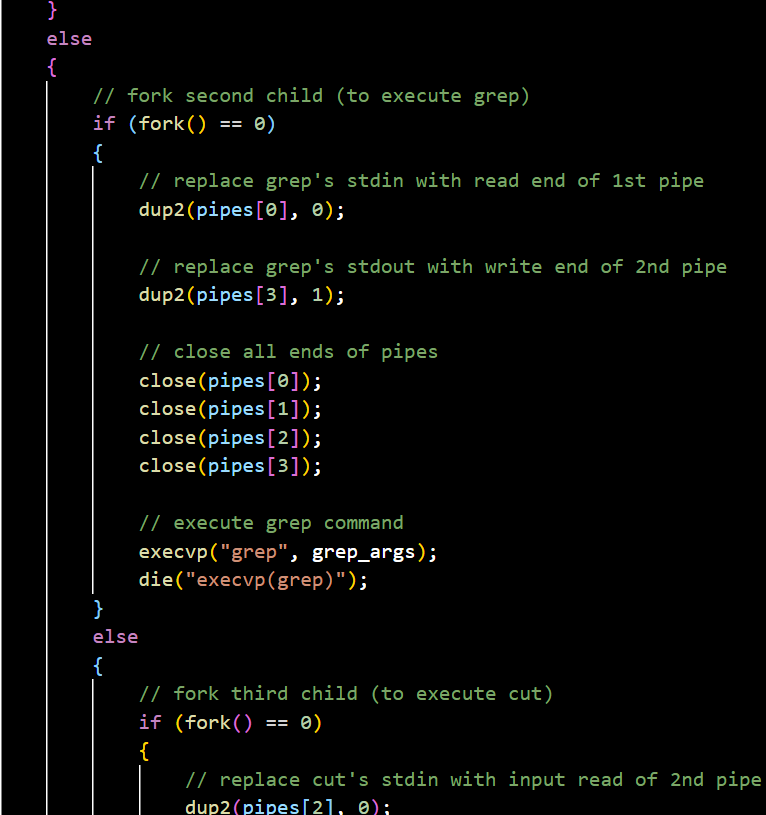 }
else
{
// fork second child (to execute grep)
if (fork() == 0)
{
// replace grep's stdin with read end of 1st pipe
dup2(pipes[0], 0);
// replace grep's stdout with write end of 2nd pipe
dup2(pipes[3], 1);
// close all ends of pipes
close(pipes[0]);
close(pipes[1]);
close(pipes[2]);
close(pipes[3]);
// execute grep command
execvp("grep", grep_args);
die("execvp(grep)");
}
else
{
// fork third child (to execute cut)
if (fork() == 0)
{
// replace cut's stdin with input read of 2nd pipe
dup2(pipes[2], 0);